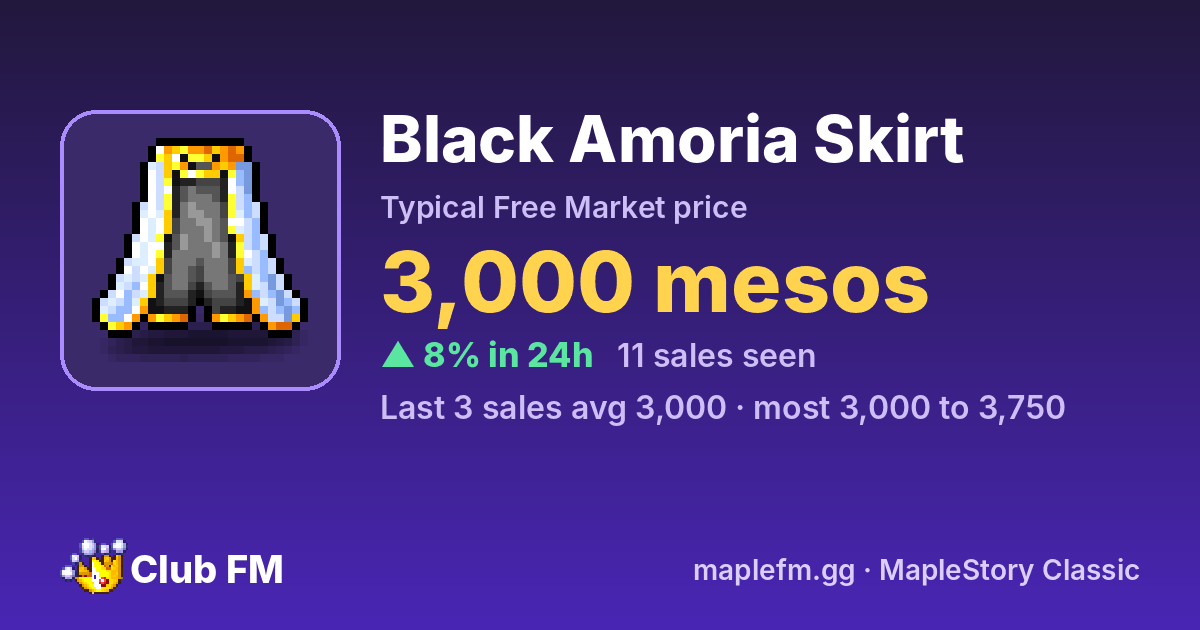 Black Amoria Skirt
Typical Free Market price
3,000 mesos
▲ 8% in 24h 11 sales seen
Last 3 sales avg 3,000 · most 3,000 to 3,750
Club FM
maplefm.gg · MapleStory Classic